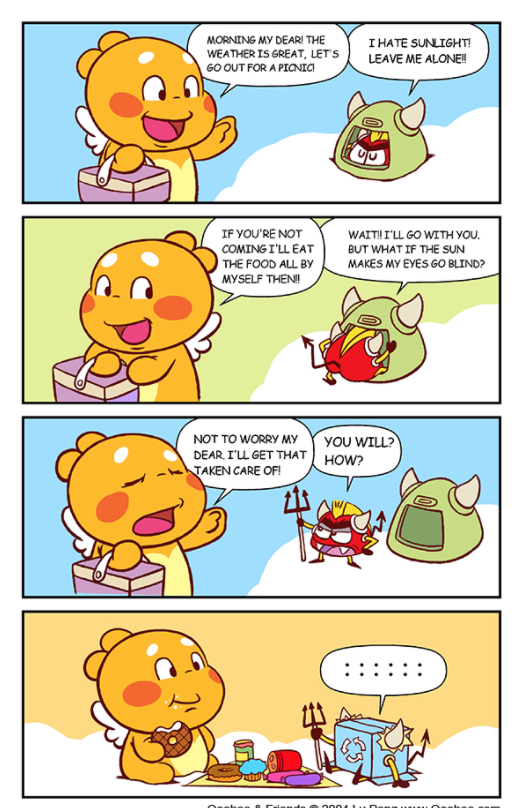 MORNING MY DEAR! THE
WEATHER IS GREAT, LET'S
GO OUT FOR A PICNIC!
I HATE SUNLIGHT!
LEAVE ME ALONE!!
IF YOU'RE NOT
COMING I'LL EAT
THE FOOD ALL BY
MYSELF THEN!!
WAIT!! I'LL GO WITH YOU.
BUT WHAT IF THE SUN
MAKES MY EYES GO BLIND?
NOT TO WORRY MY
DEAR. I'LL GET THAT
TAKEN CARE OF!
YOU WILL?
HOW?
: : : : : :